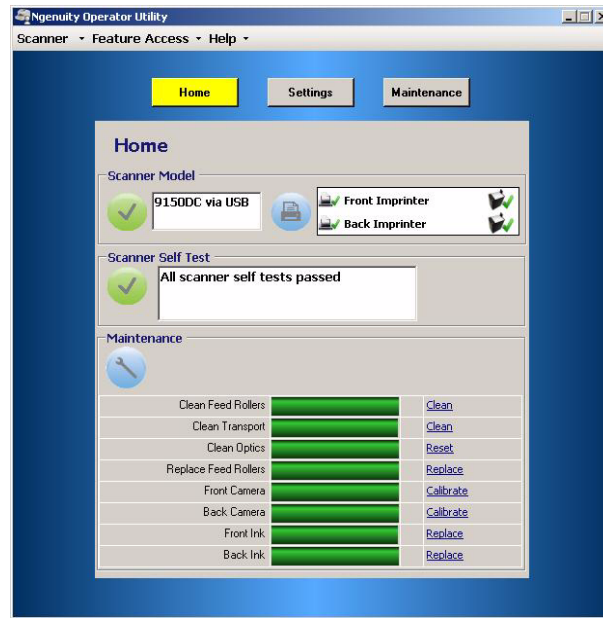 Ngenuity Operator Utility
Scanner Feature Access Help
Home Settings Maintenance
Home
Scanner Model
9150DC via USB
Front Imprinter
Back Imprinter
Scanner Self Test
All scanner self tests passed
Maintenance
Clean Feed Rollers Clean
Clean Transport Clean
Clean Optics Reset
Replace Feed Rollers Replace
Front Camera Calibrate
Back Camera Calibrate
Front Ink Replace
Back Ink Replace